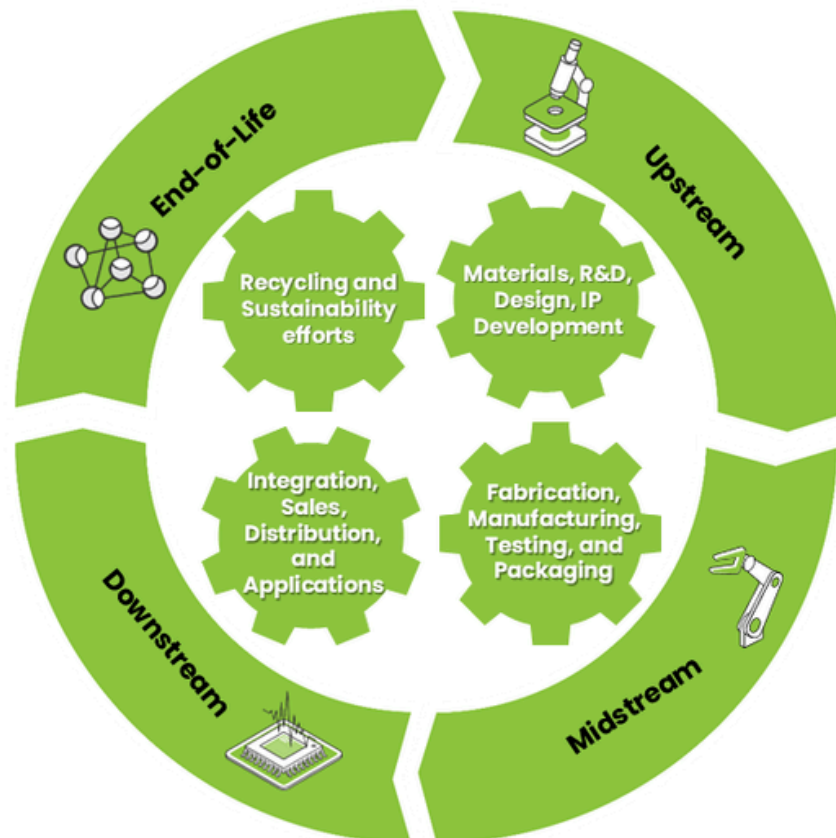 End-of-Life
Upstream
Recycling and
Sustainability
efforts
Materials, R&D,
Design, IP
Development
Integration,
Sales,
Distribution,
and
Applications
Fabrication,
Manufacturing,
Testing, and
Packaging
Downstream
Midstream